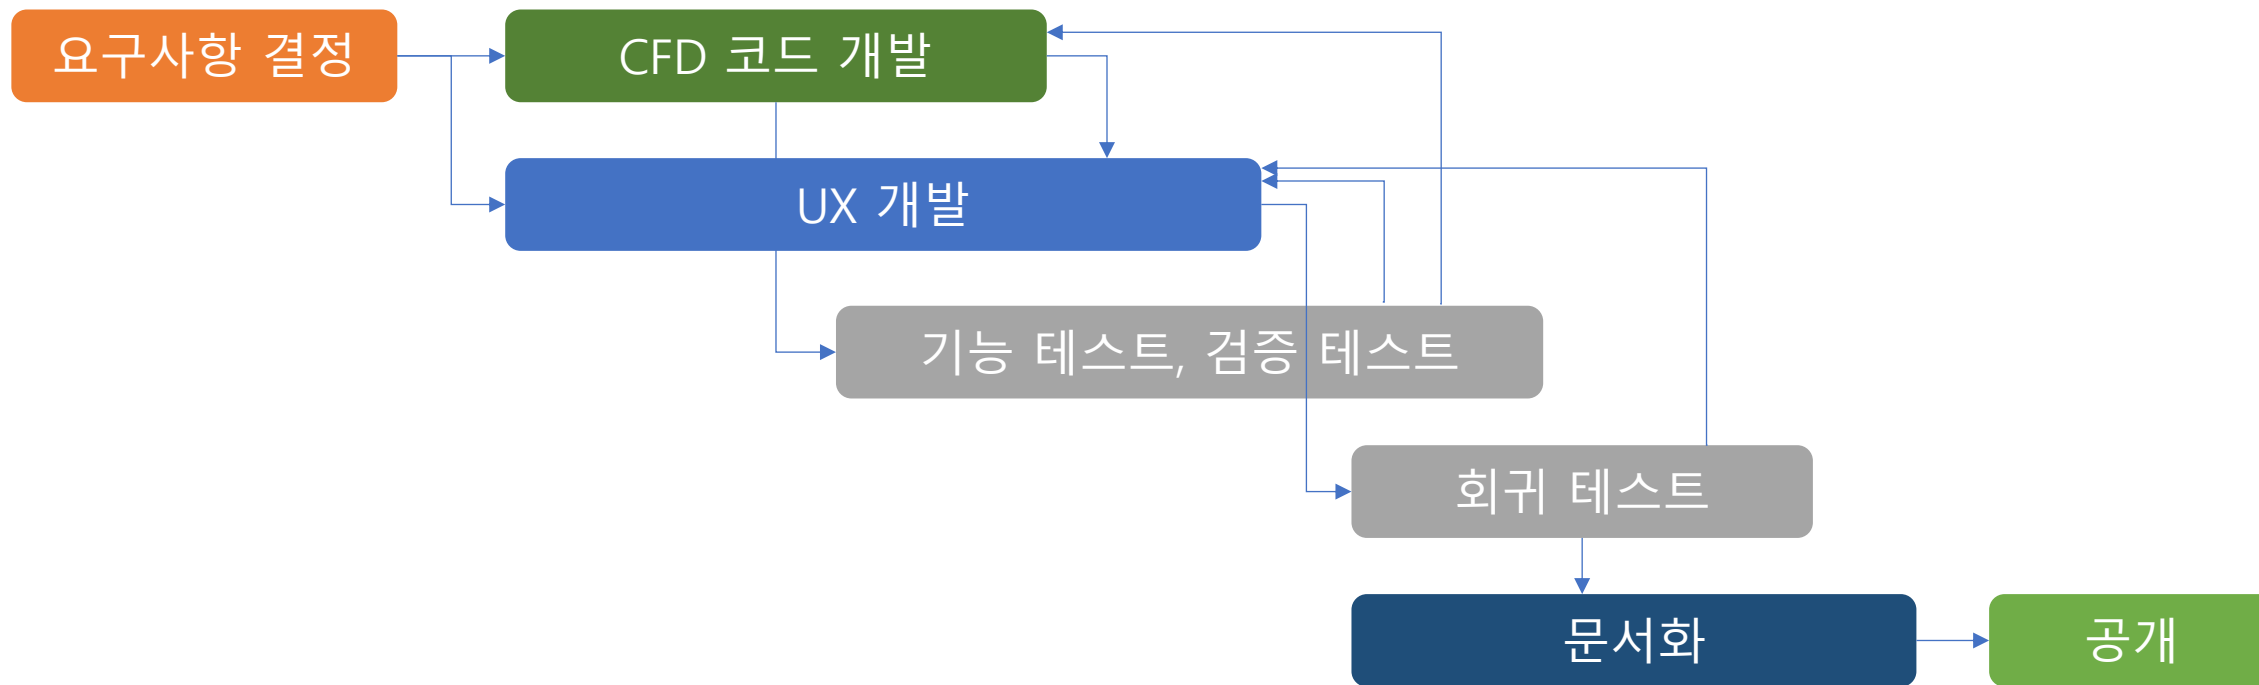 요구사항 결정
CFD 코드 개발
UX 개발
기능 테스트, 검증 테스트
회귀 테스트
문서화
공개